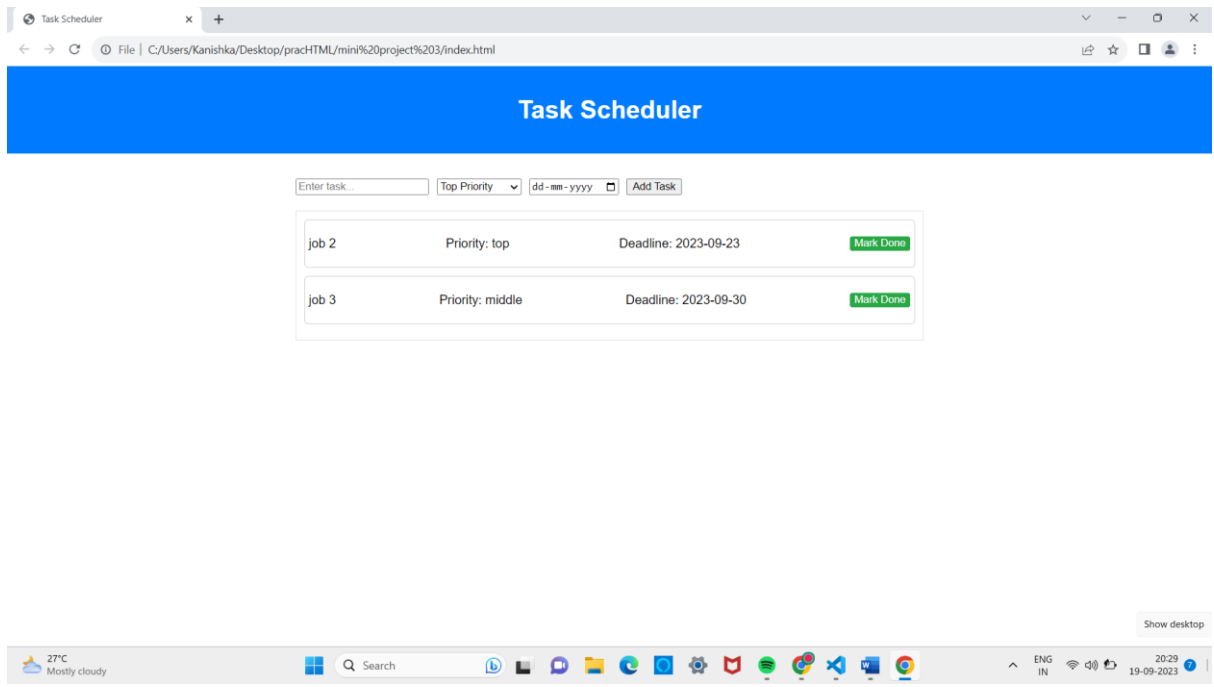 Task Scheduler
File | C:/Users/Kanishka/Desktop/pracHTML/mini%20project%203/index.html
Task Scheduler
Enter task... Top Priority dd-mm-yyyy Add Task
job 2 Priority: top Deadline: 2023-09-23 Mark Done
job 3 Priority: middle Deadline: 2023-09-30 Mark Done
Show desktop
27°C
Mostly cloudy
Search
ENG
IN
20:29
19-09-2023
7